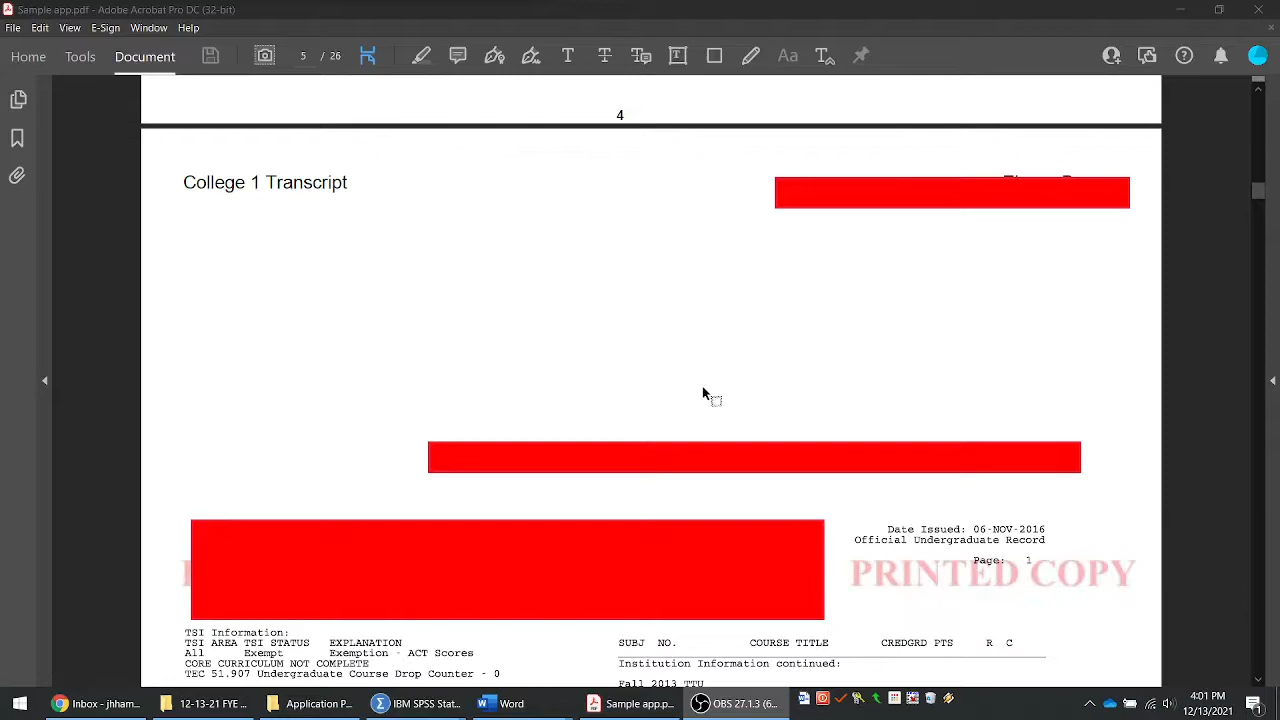 Sample app.pdf - Adobe Acrobat Pro DC (32-bit)
File Edit View E-Sign Window Help
Home Tools Document 5 / 26
4
College 1 Transcript
Date Issued: 06-NOV-2016
Official Undergraduate Record
Page: 1
PRINTED COPY
TSI Information:
TSI AREA TSI STATUS EXPLANATION
All Exempt Exemption - ACT Scores
CORE CURRICULUM NOT COMPLETE
TEC 51.907 Undergraduate Course Drop Counter - 0
SUBJ NO. COURSE TITLE CREDGRD PTS R C
Institution Information continued:
Fall 2013 TTU
Inbox - jhham... 12-13-21 FYE ... Application P... IBM SPSS Stat... Word Sample app.p... OBS 27.1.3 (6...
4:01 PM
12/13/2021